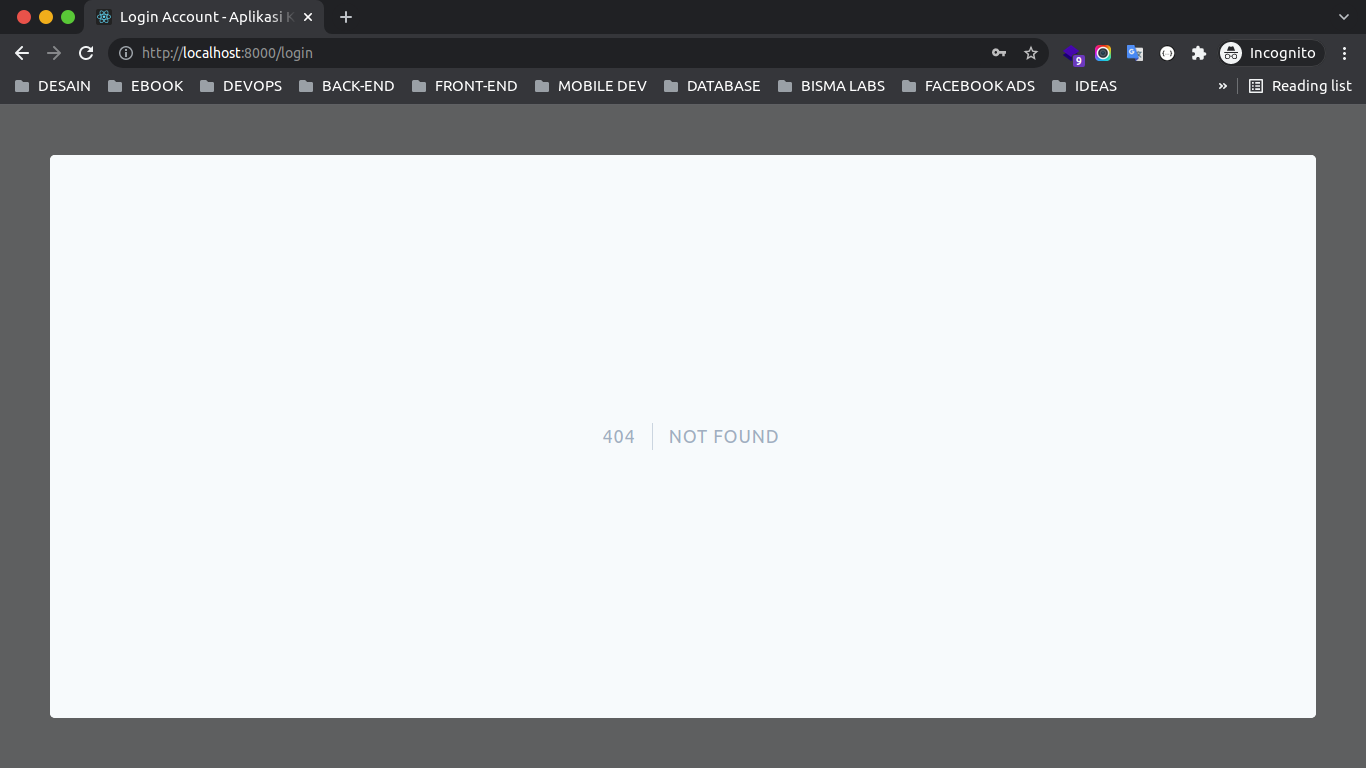 Login Account - Aplikasi K
http://localhost:8000/login
9
Incognito
DESAIN
EBOOK
DEVOPS
BACK-END
FRONT-END
MOBILE DEV
DATABASE
BISMA LABS
FACEBOOK ADS
IDEAS
»
Reading list
404
NOT FOUND